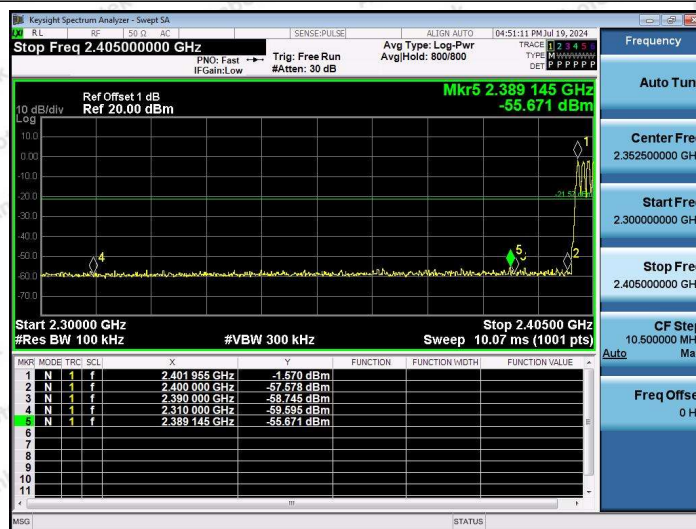 Keysight Spectrum Analyzer - Swept SA
RL RF 50 Ω AC SENSE:PULSE ALIGN AUTO 04:51:11 PM Jul 19, 2024
Stop Freq 2.405000000 GHz
PNO: Fast Trig: Free Run Avg Type: Log-Pwr TRACE 1 2 3 4 5 6
IFGain:Low #Atten: 30 dB Avg|Hold: 800/800 TYPE M
DET P P P P P P
Mkr5 2.389 145 GHz
-55.671 dBm
Ref Offset 1 dB
10 dB/div Ref 20.00 dBm
Log
10.0
0.00
-10.0
-20.0
-30.0
-40.0
-50.0
-60.0
-70.0
1
2
4
5
Start 2.30000 GHz Stop 2.40500 GHz
#Res BW 100 kHz #VBW 300 kHz Sweep 10.07 ms (1001 pts)
MKR MODE TRC SCL X Y FUNCTION FUNCTION WIDTH FUNCTION VALUE
1 N 1 f 2.401 955 GHz -1.570 dBm
2 N 1 f 2.400 000 GHz -57.578 dBm
3 N 1 f 2.390 000 GHz -58.745 dBm
4 N 1 f 2.310 000 GHz -59.595 dBm
5 N 1 f 2.389 145 GHz -55.671 dBm
6
7
8
9
10
11
MSG STATUS
Frequency
Auto Tun
Center Fre
2.352500000 GH
Start Fre
2.300000000 GH
Stop Fre
2.405000000 GH
CF Step
10.500000 MH
Auto Ma
Freq Offse
0 H